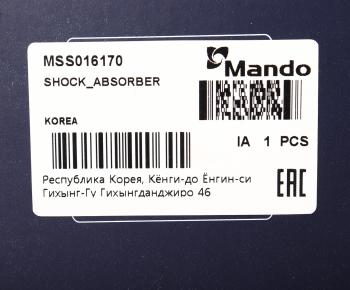 MSS016170
Mando
SHOCK_ABSORBER
KOREA
IA 1 PCS
Республика Корея, Кёнги-до Ёнгин-си
Гихынг-Гу Гихынгданджиро 46
EAC